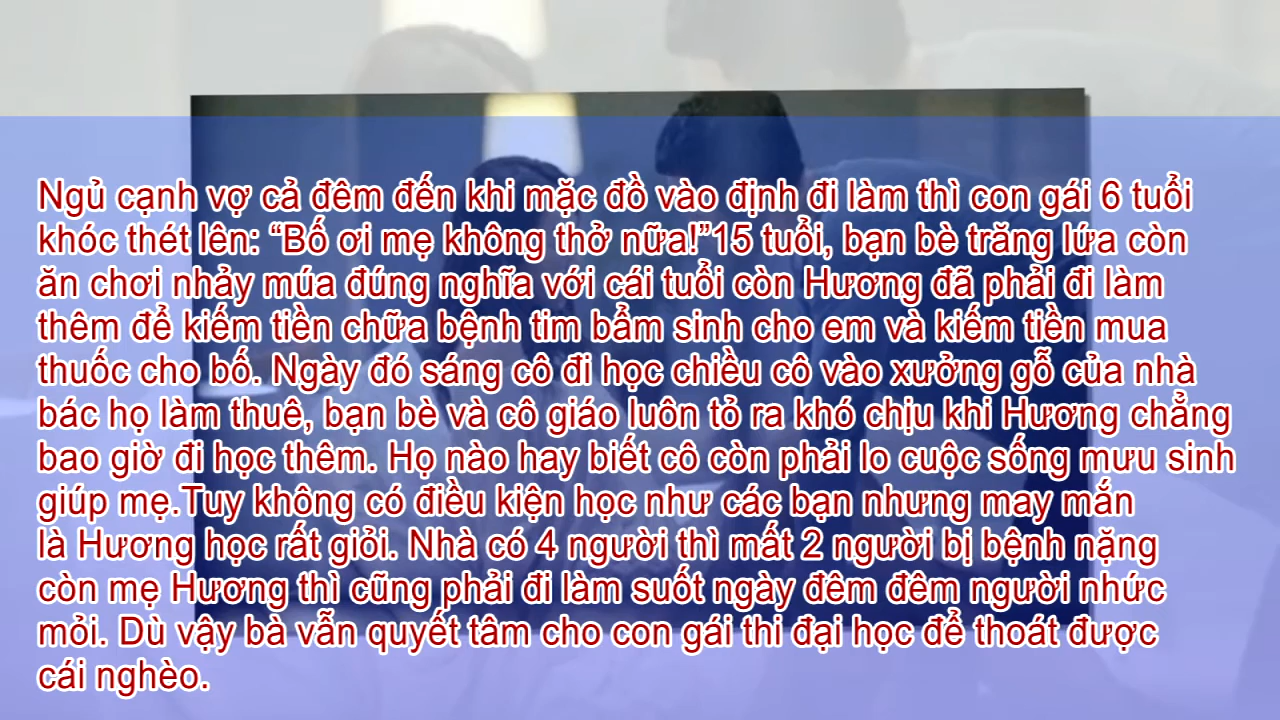 Ngủ cạnh vợ cả đêm đến khi mặc đồ vào định đi làm thì con gái 6 tuổi
khóc thét lên: “Bố ơi mẹ không thở nữa!”15 tuổi, bạn bè trăng lứa còn
ăn chơi nhảy múa đúng nghĩa với cái tuổi còn Hương đã phải đi làm
thêm để kiếm tiền chữa bệnh tim bẩm sinh cho em và kiếm tiền mua
thuốc cho bố. Ngày đó sáng cô đi học chiều cô vào xưởng gỗ của nhà
bác họ làm thuê, bạn bè và cô giáo luôn tỏ ra khó chịu khi Hương chẳng
bao giờ đi học thêm. Họ nào hay biết cô còn phải lo cuộc sống mưu sinh
giúp mẹ.Tuy không có điều kiện học như các bạn nhưng may mắn
là Hương học rất giỏi. Nhà có 4 người thì mất 2 người bị bệnh nặng
còn mẹ Hương thì cũng phải đi làm suốt ngày đêm đêm người nhức
mỏi. Dù vậy bà vẫn quyết tâm cho con gái thi đại học để thoát được
cái nghèo.